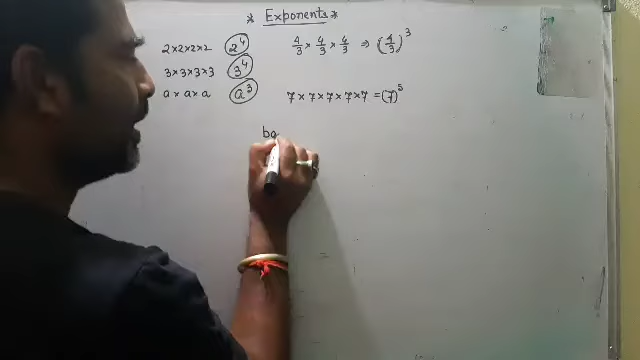 * Exponents *
2×2×2×2 2⁴
3×3×3×3 3⁴
a × a × a a³
4/3 × 4/3 × 4/3 ⇒ (4/3)³
7 × 7 × 7 × 7 × 7 = (7)⁵
ba